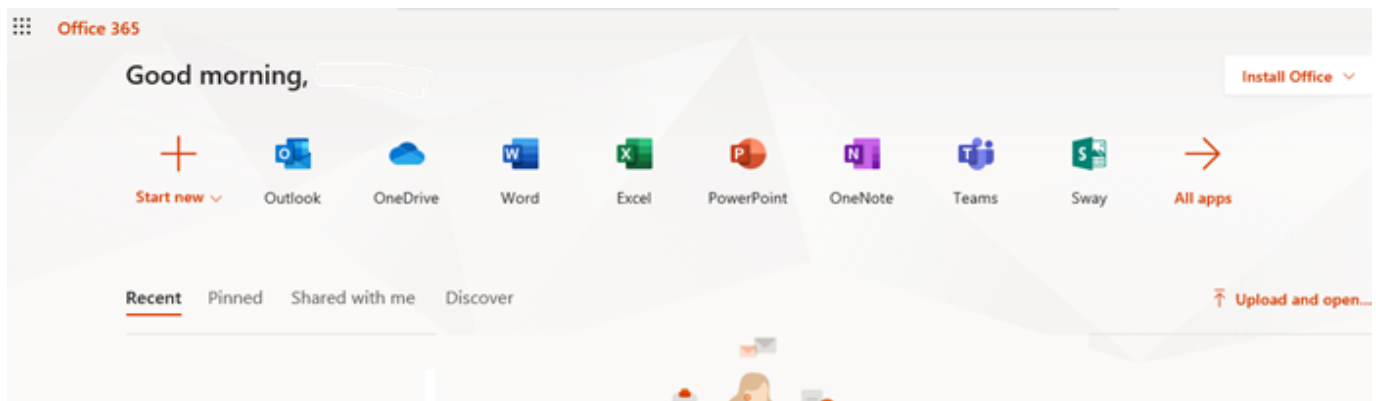 Office 365
Good morning,
Install Office
Start new
Outlook
OneDrive
Word
Excel
PowerPoint
OneNote
Teams
Sway
All apps
Recent Pinned Shared with me Discover
Upload and open...